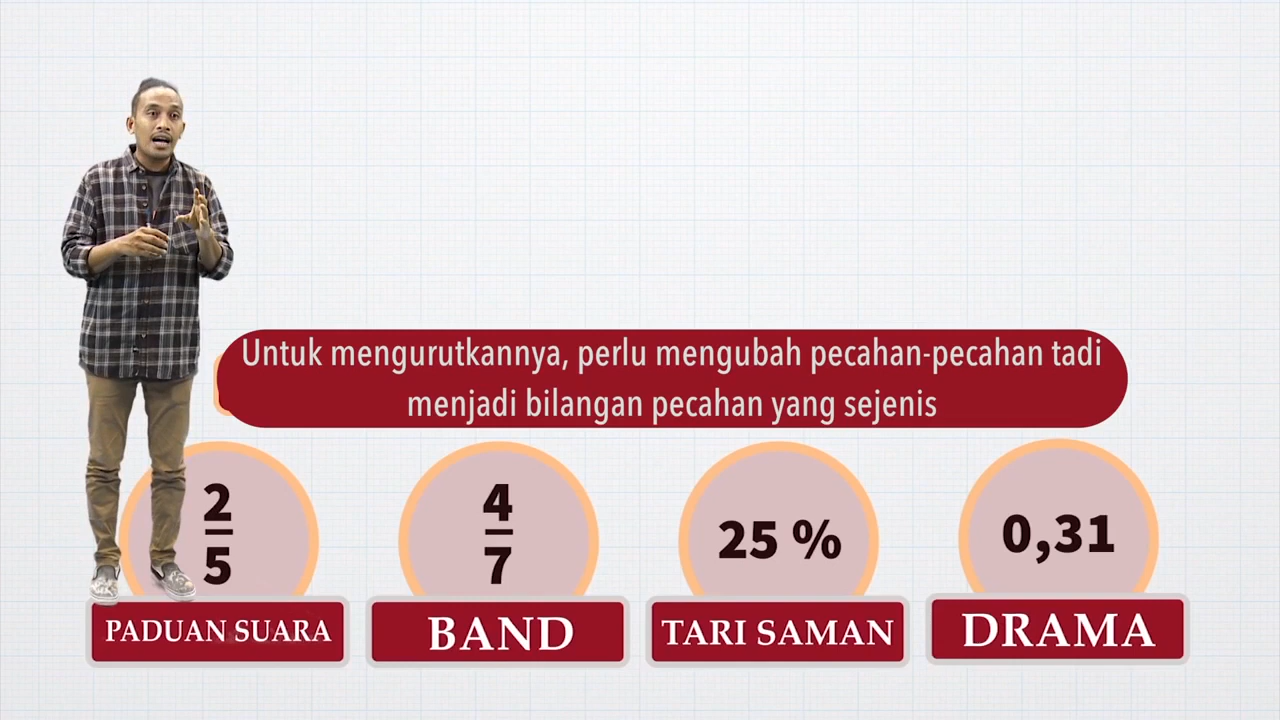 Untuk mengurutkannya, perlu mengubah pecahan-pecahan tadi
menjadi bilangan pecahan yang sejenis
2
5
4
7
25 %
0,31
PADUAN SUARA
BAND
TARI SAMAN
DRAMA